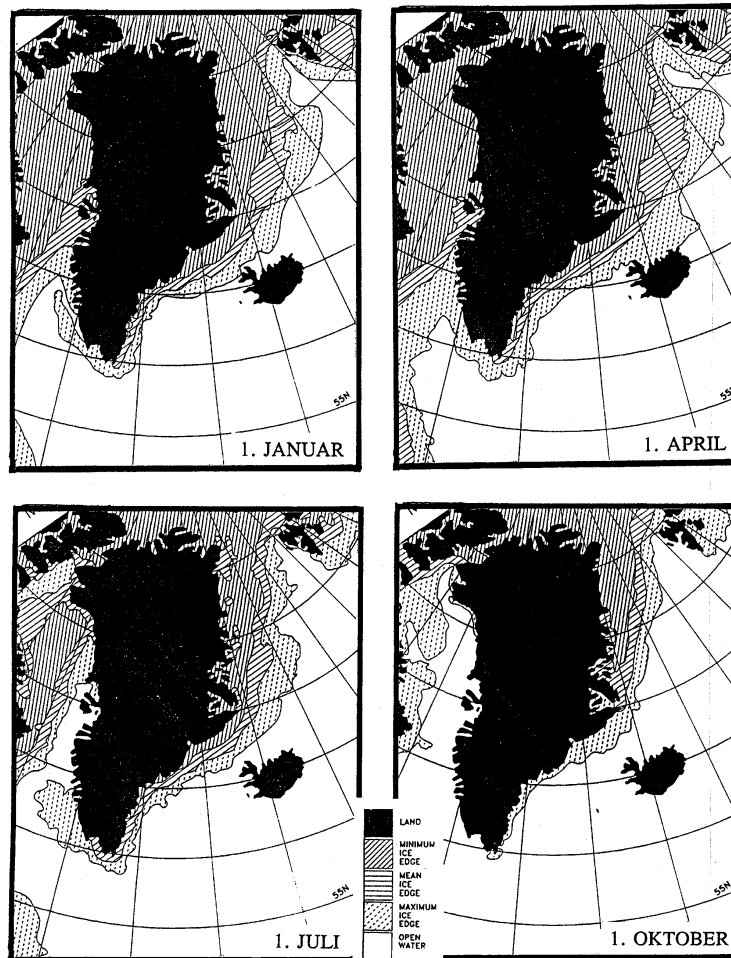 55N
1. JANUAR
55N
1. APRIL
55N
1. JULI
LAND
MINIMUM
ICE
EDGE
MEAN
ICE
EDGE
MAXIMUM
ICE
EDGE
OPEN
WATER
55N
1. OKTOBER